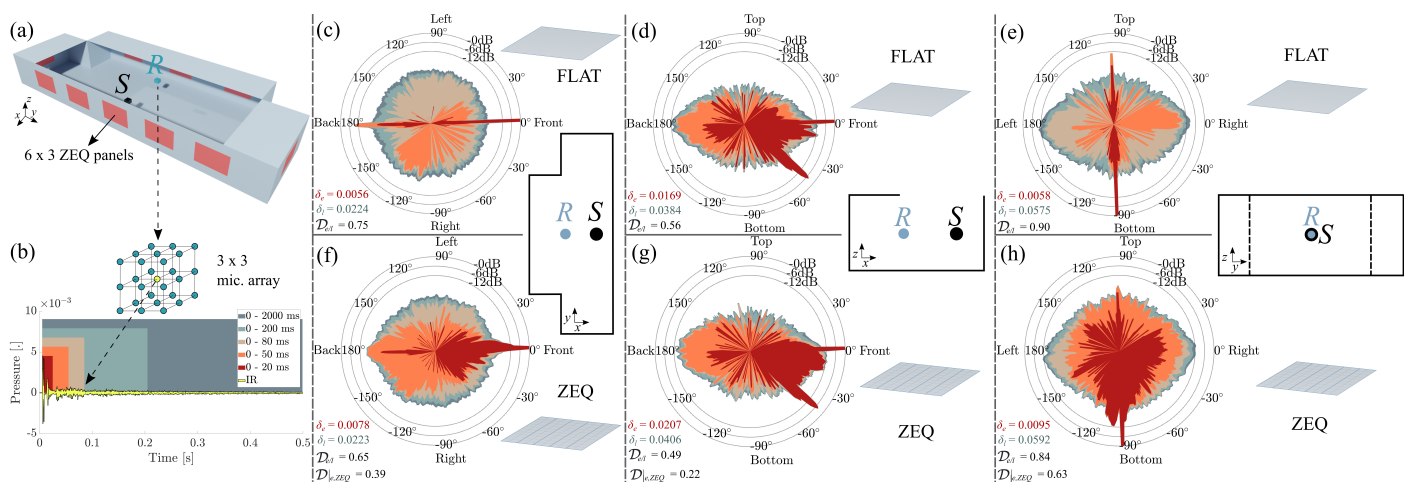 (a)
S
R
z
y
x
6 x 3 ZEQ panels
(b)
3 x 3
mic. array
×10⁻³
10
5
0
-5
Pressure [.]
0 - 2000 ms
0 - 200 ms
0 - 80 ms
0 - 50 ms
0 - 20 ms
IR
0 0.1 0.2 0.3 0.4 0.5
Time [s]
(c)
Left
90°
-0dB
-6dB
-12dB
120°
150°
30°
FLAT
Back 180°
0° Front
-150°
-30°
-120°
-60°
-90°
Right
δₑ = 0.0056
δₗ = 0.0224
𝒟ₑ/ₗ = 0.75
R S
y
x
(d)
Top
90°
-0dB
-6dB
-12dB
120°
150°
30°
FLAT
Back 180°
0° Front
-150°
-30°
-120°
-60°
-90°
Bottom
δₑ = 0.0169
δₗ = 0.0384
𝒟ₑ/ₗ = 0.56
R S
z
x
(e)
Top
90°
-0dB
-6dB
-12dB
120°
150°
30°
FLAT
Left 180°
0° Right
-150°
-30°
-120°
-60°
-90°
Bottom
δₑ = 0.0058
δₗ = 0.0575
𝒟ₑ/ₗ = 0.90
R
S
z
y
(f)
Left
90°
-0dB
-6dB
-12dB
120°
150°
30°
Back 180°
0° Front
ZEQ
-150°
-30°
-120°
-60°
-90°
Right
δₑ = 0.0078
δₗ = 0.0223
𝒟ₑ/ₗ = 0.65
𝒟|ₑ,ZEQ = 0.39
(g)
Top
90°
-0dB
-6dB
-12dB
120°
150°
30°
Back 180°
0° Front
-150°
-30°
ZEQ
-120°
-60°
-90°
Bottom
δₑ = 0.0207
δₗ = 0.0406
𝒟ₑ/ₗ = 0.49
𝒟|ₑ,ZEQ = 0.22
(h)
Top
90°
-0dB
-6dB
-12dB
120°
150°
30°
Left 180°
0° Right
-150°
-30°
ZEQ
-120°
-60°
-90°
Bottom
δₑ = 0.0095
δₗ = 0.0592
𝒟ₑ/ₗ = 0.84
𝒟|ₑ,ZEQ = 0.63